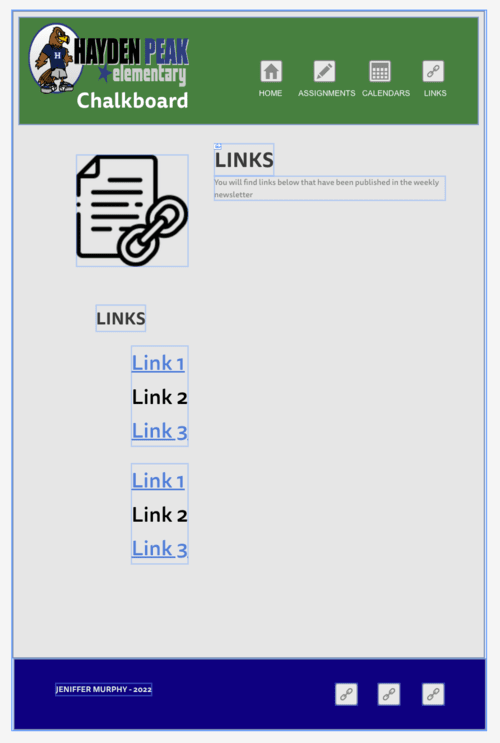 HAYDEN PEAK
elementary
Chalkboard
H
HOME
ASSIGNMENTS
CALENDARS
LINKS
LINKS
You will find links below that have been published in the weekly
newsletter
LINKS
Link 1
Link 2
Link 3
Link 1
Link 2
Link 3
JENIFFER MURPHY - 2022